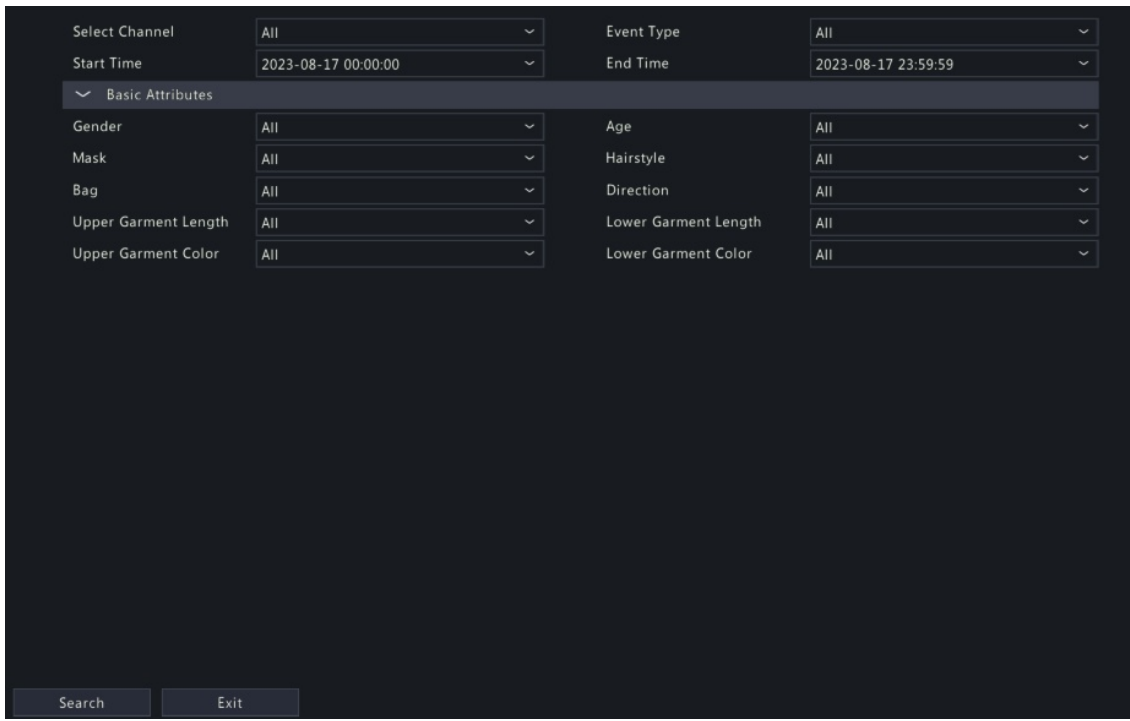 Select Channel All Event Type All
Start Time 2023-08-17 00:00:00 End Time 2023-08-17 23:59:59
Basic Attributes
Gender All Age All
Mask All Hairstyle All
Bag All Direction All
Upper Garment Length All Lower Garment Length All
Upper Garment Color All Lower Garment Color All
Search Exit